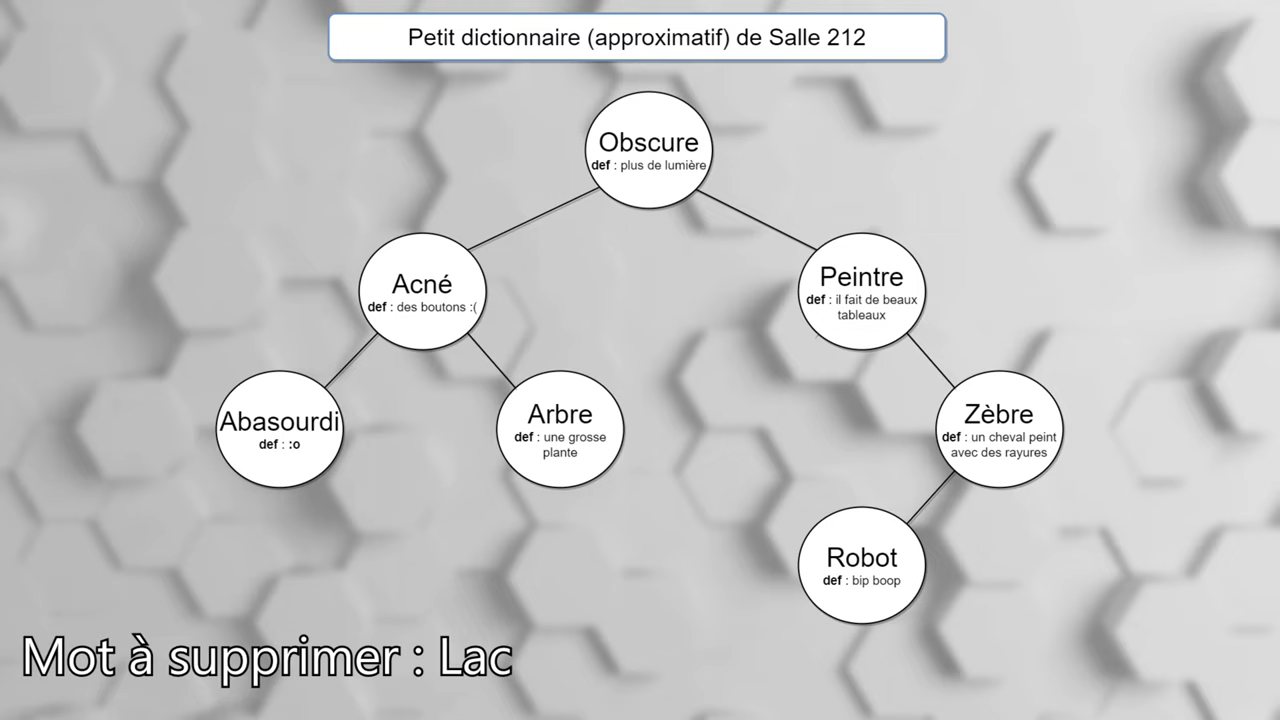 Petit dictionnaire (approximatif) de Salle 212
Obscure
def : plus de lumière
Acné
def : des boutons :(
Peintre
def : il fait de beaux
tableaux
Abasourdi
def : :o
Arbre
def : une grosse
plante
Zèbre
def : un cheval peint
avec des rayures
Robot
def : bip boop
Mot à supprimer : Lac